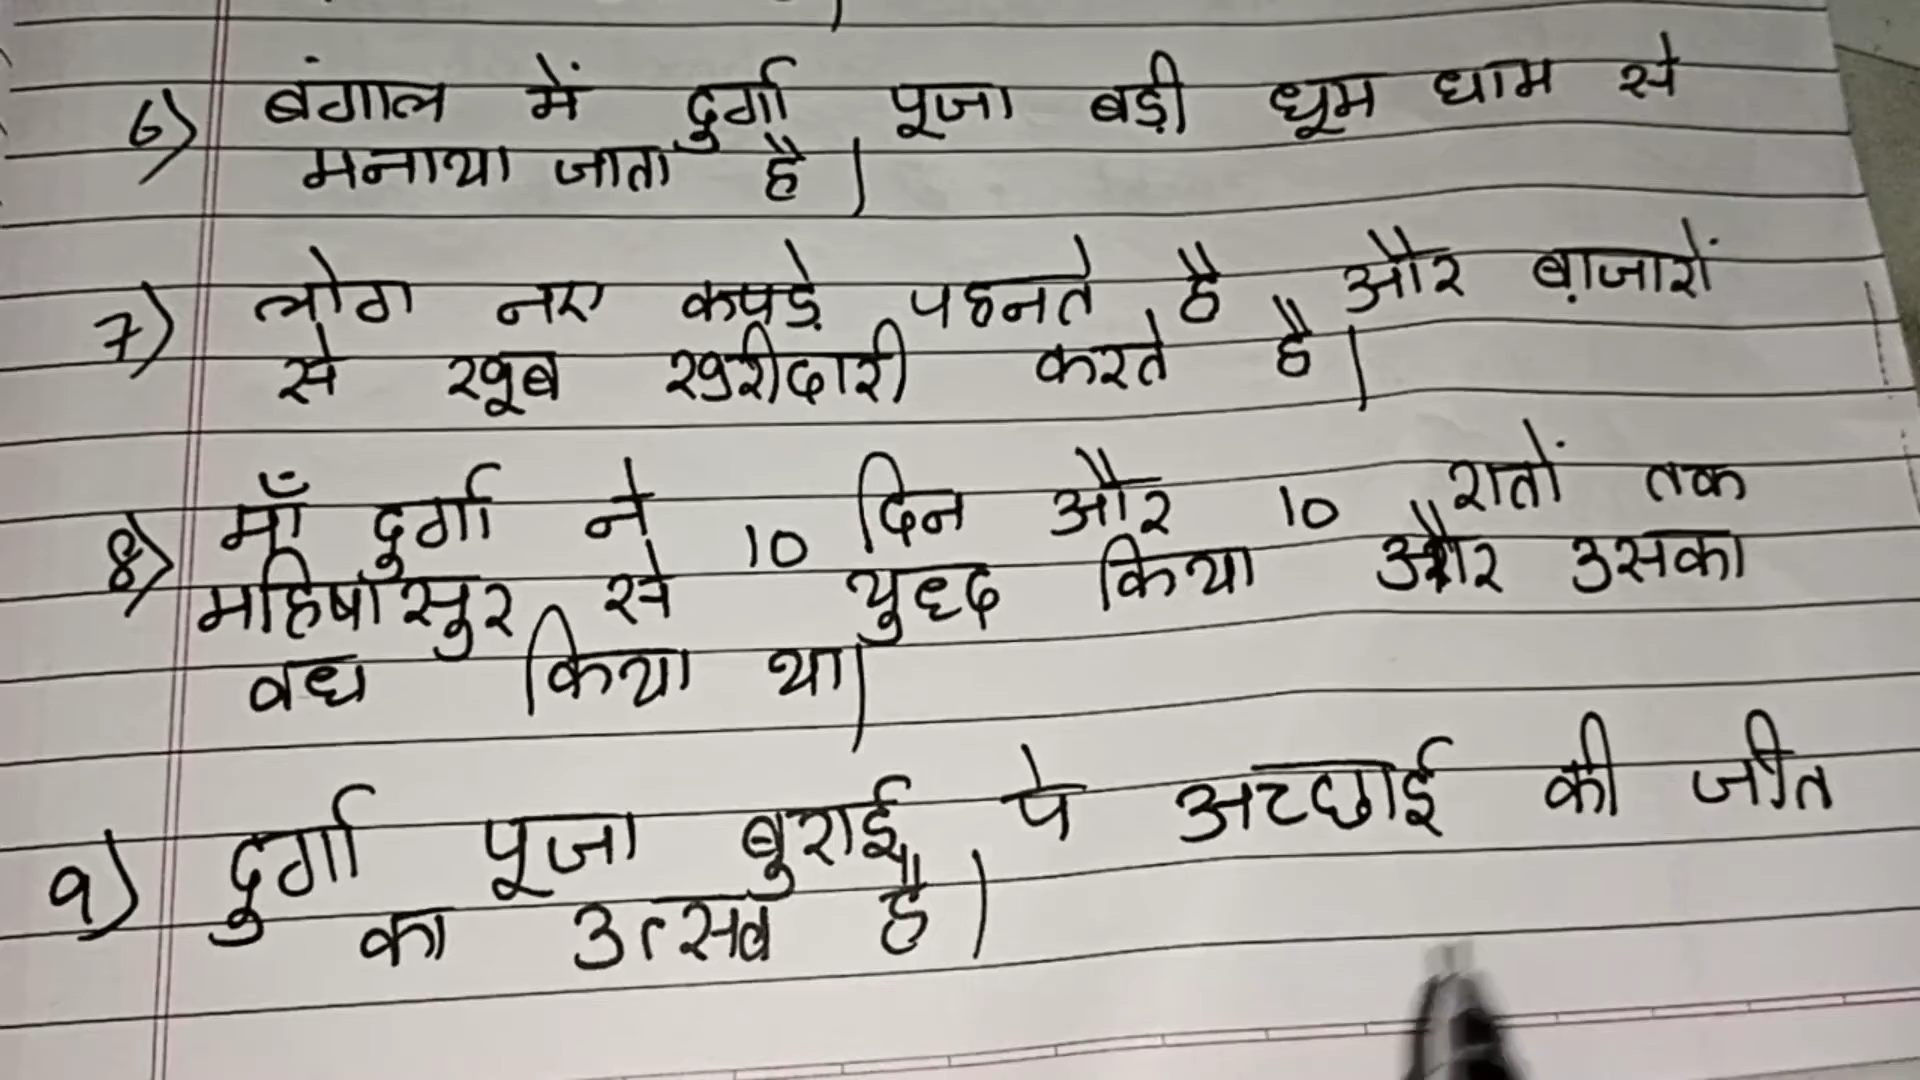 6) बंगाल में दुर्गा पूजा बड़ी धूम धाम से
मनाया जाता है।
7) लोग नए कपड़े पहनते है और बा़जारों
से खूब खरीदारी करते है।
8) माँ दुर्गा ने 10 दिन और 10 रातों तक
महिषासुर से युध्द किया और उसका
वध किया था।
9) दुर्गा पूजा बुराई पे अच्छाई की जीत
का उत्सव है।